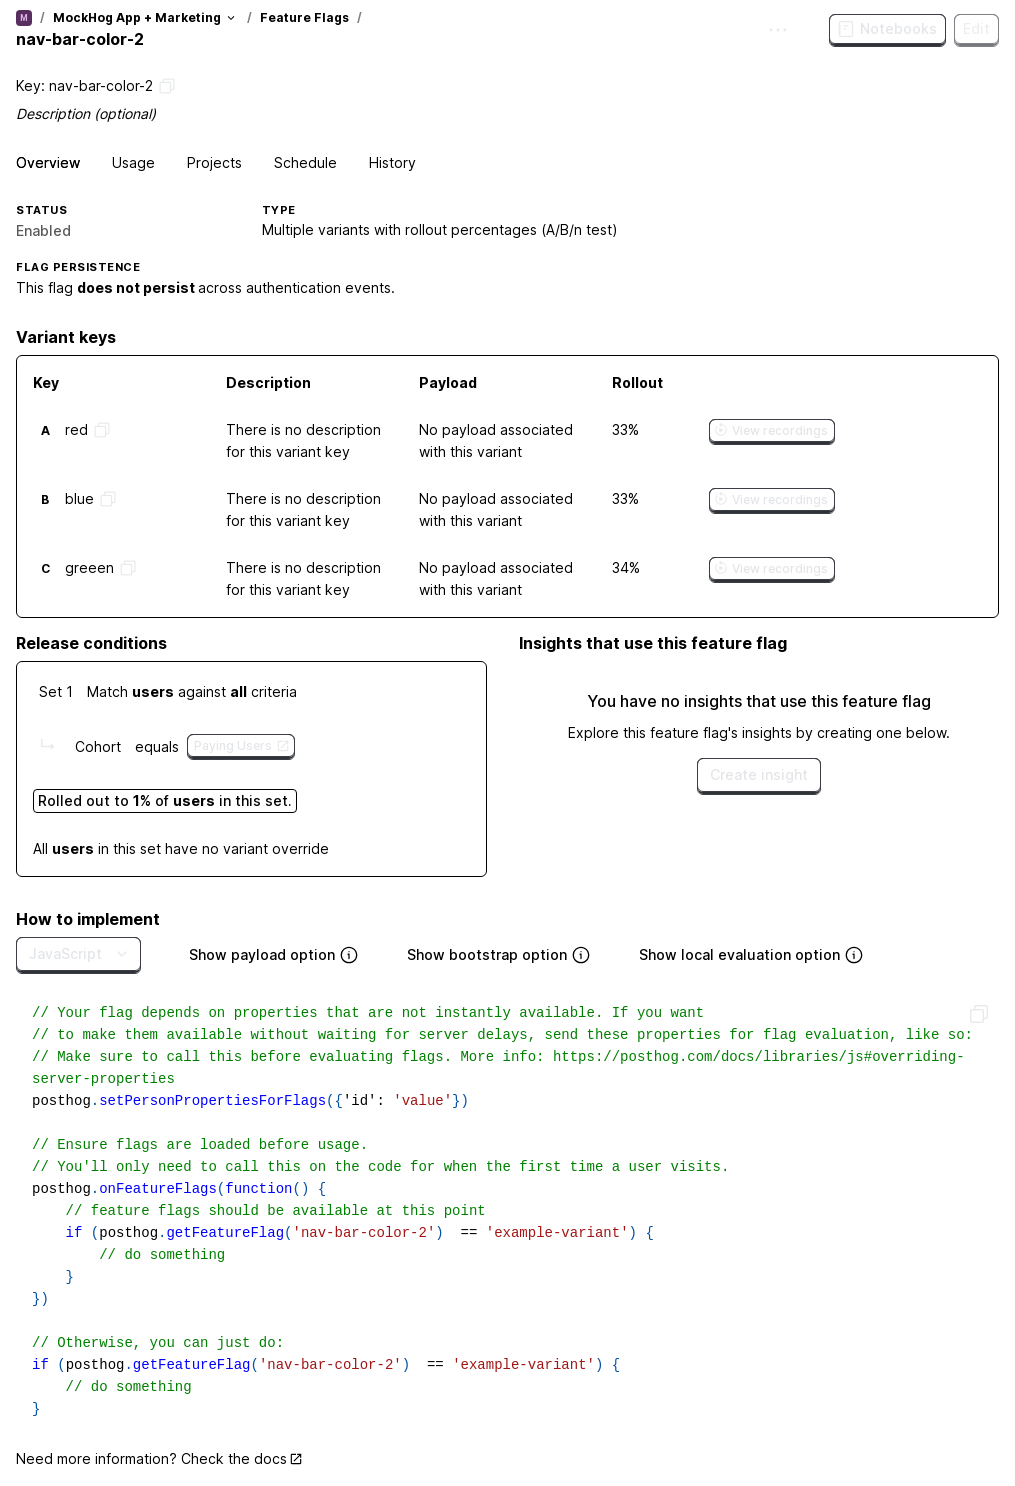 M / MockHog App + Marketing / Feature Flags /
nav-bar-color-2
Notebooks
Edit
Key: nav-bar-color-2
Description (optional)
Overview Usage Projects Schedule History
STATUS TYPE
Enabled Multiple variants with rollout percentages (A/B/n test)
FLAG PERSISTENCE
This flag does not persist across authentication events.
Variant keys
Key Description Payload Rollout
A red There is no description No payload associated 33% View recordings
for this variant key with this variant
B blue There is no description No payload associated 33% View recordings
for this variant key with this variant
C greeen There is no description No payload associated 34% View recordings
for this variant key with this variant
Release conditions
Set 1 Match users against all criteria
Cohort equals Paying Users
Rolled out to 1% of users in this set.
All users in this set have no variant override
Insights that use this feature flag
You have no insights that use this feature flag
Explore this feature flag's insights by creating one below.
Create insight
How to implement
JavaScript Show payload option Show bootstrap option Show local evaluation option
// Your flag depends on properties that are not instantly available. If you want
// to make them available without waiting for server delays, send these properties for flag evaluation, like so:
// Make sure to call this before evaluating flags. More info: https://posthog.com/docs/libraries/js#overriding-
server-properties
posthog.setPersonPropertiesForFlags({'id': 'value'})
// Ensure flags are loaded before usage.
// You'll only need to call this on the code for when the first time a user visits.
posthog.onFeatureFlags(function() {
    // feature flags should be available at this point
    if (posthog.getFeatureFlag('nav-bar-color-2')  == 'example-variant') {
        // do something
    }
})
// Otherwise, you can just do:
if (posthog.getFeatureFlag('nav-bar-color-2')  == 'example-variant') {
    // do something
}
Need more information? Check the docs